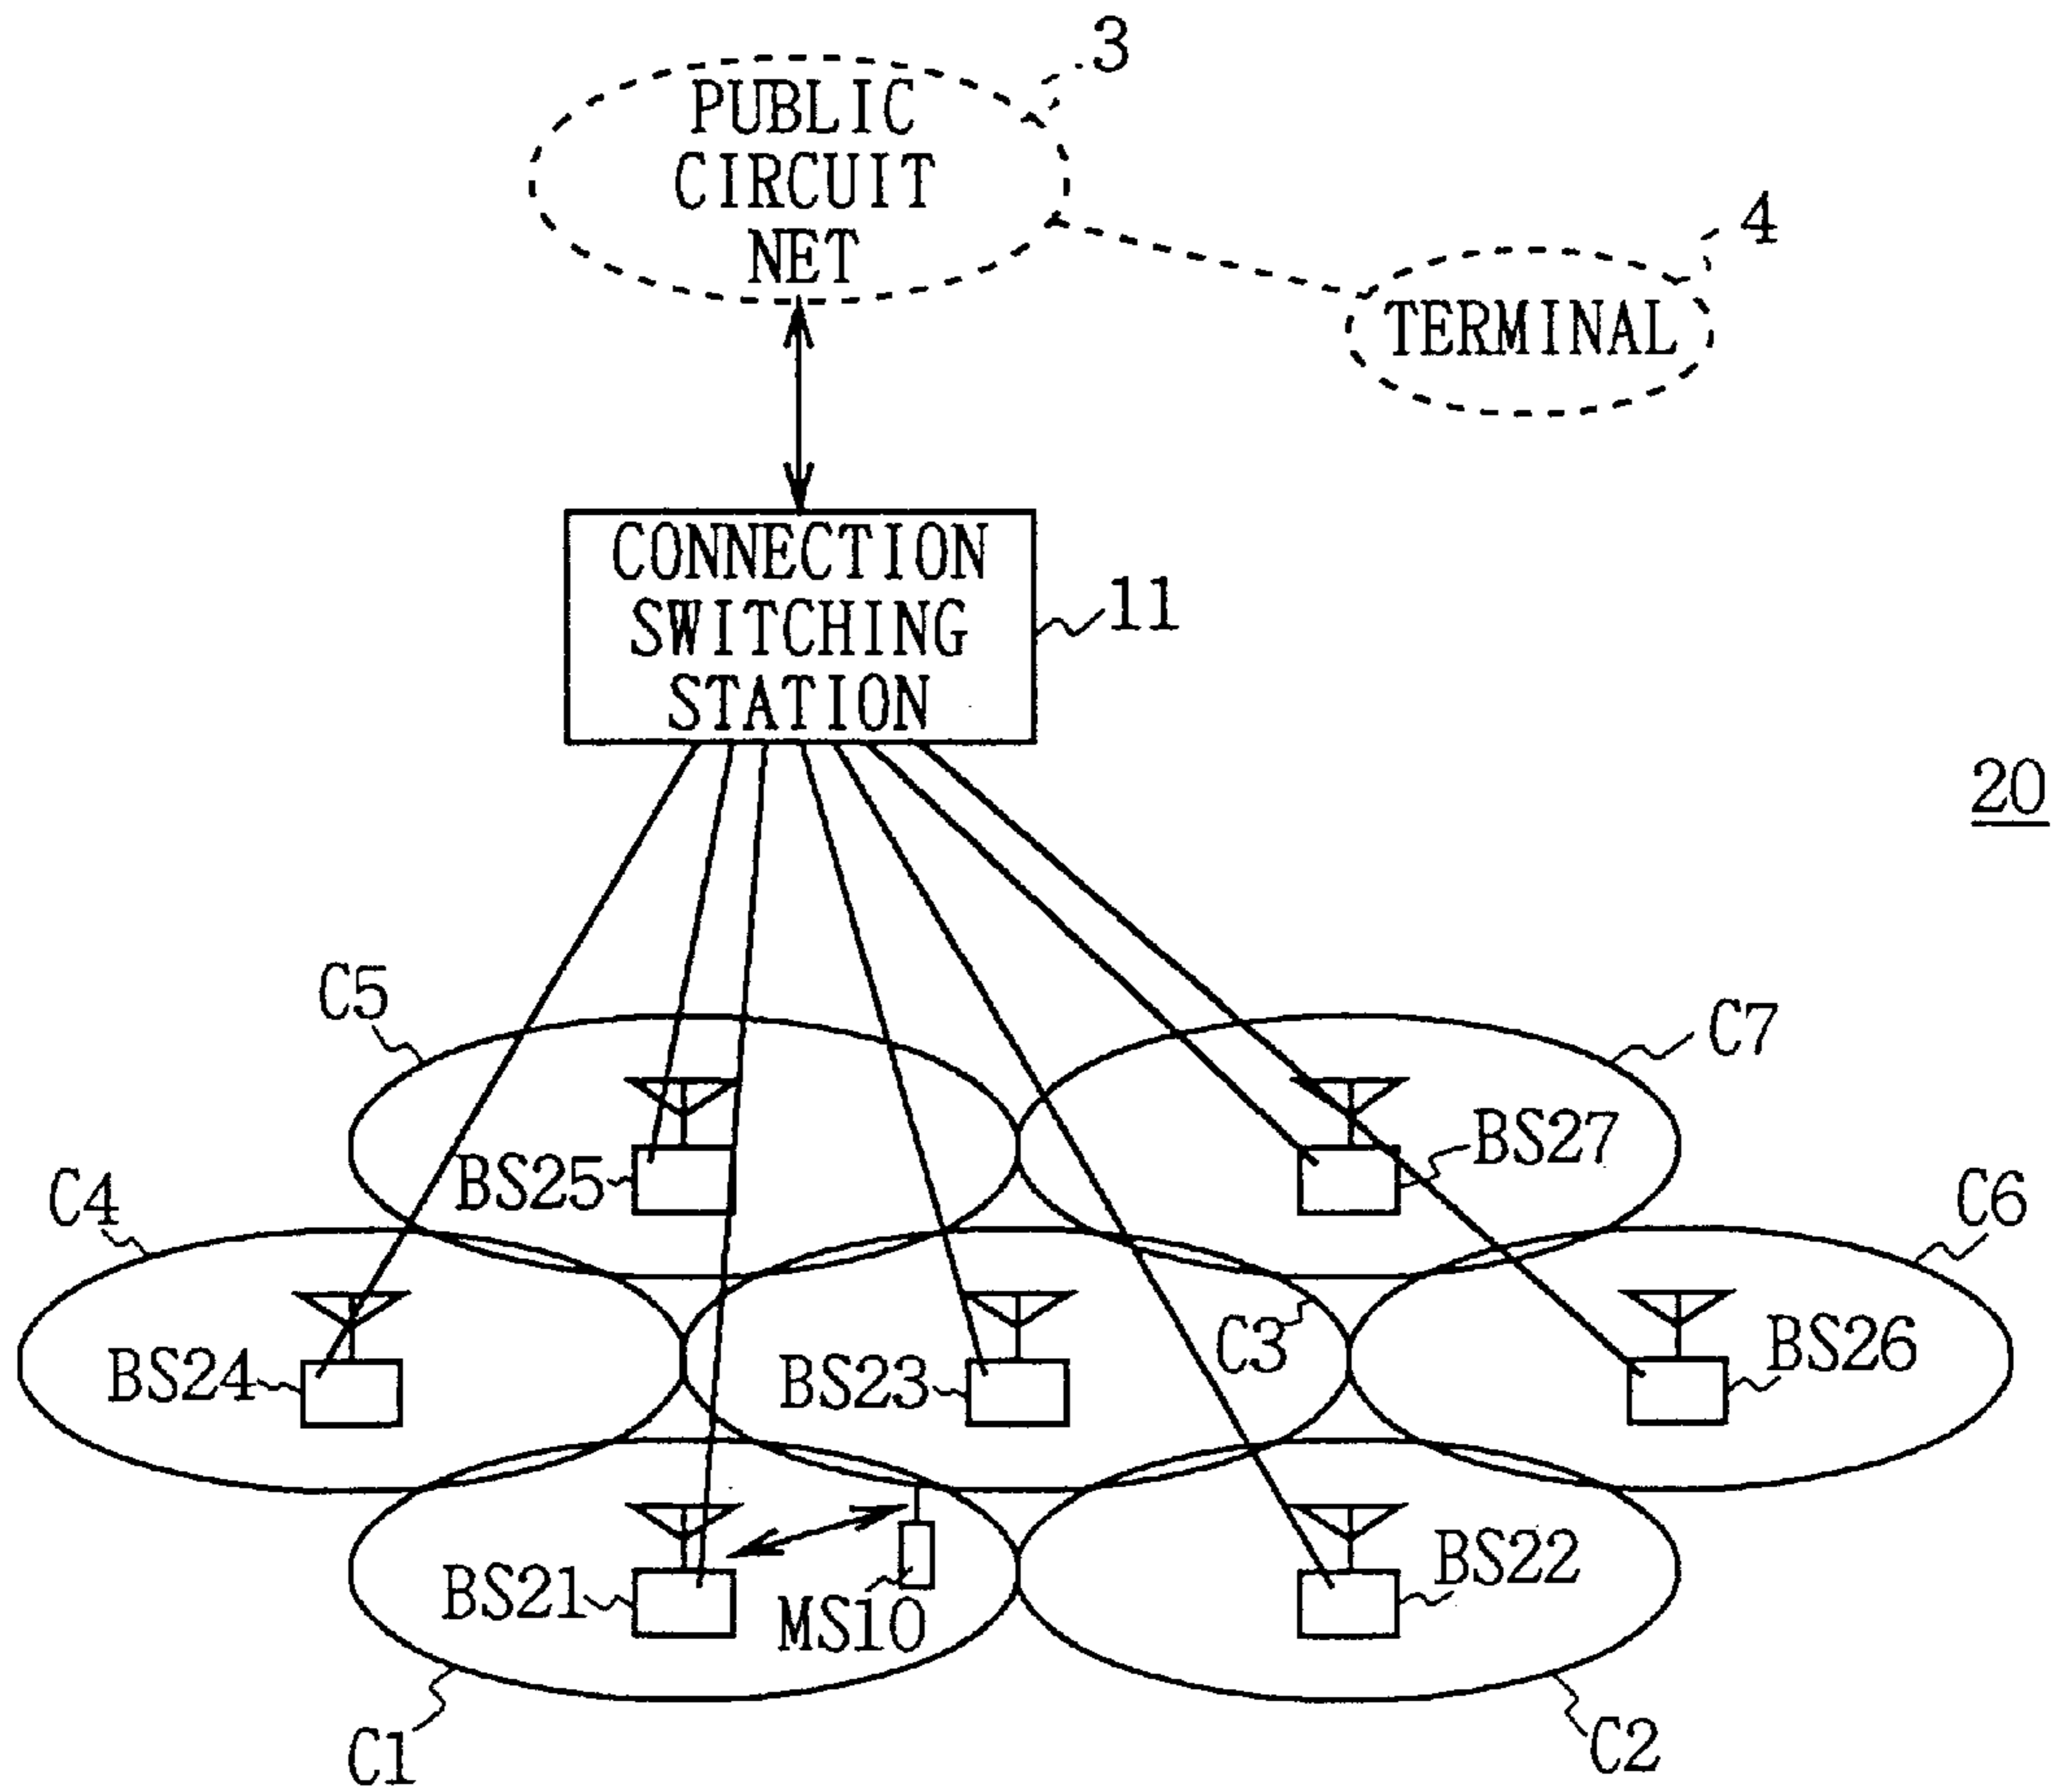 3
PUBLIC
CIRCUIT
NET
4
TERMINAL
CONNECTION
SWITCHING
STATION
11
20
C5
C7
BS25
BS27
C4
C6
BS24
BS23
C3
BS26
BS21
MS10
BS22
C1
C2